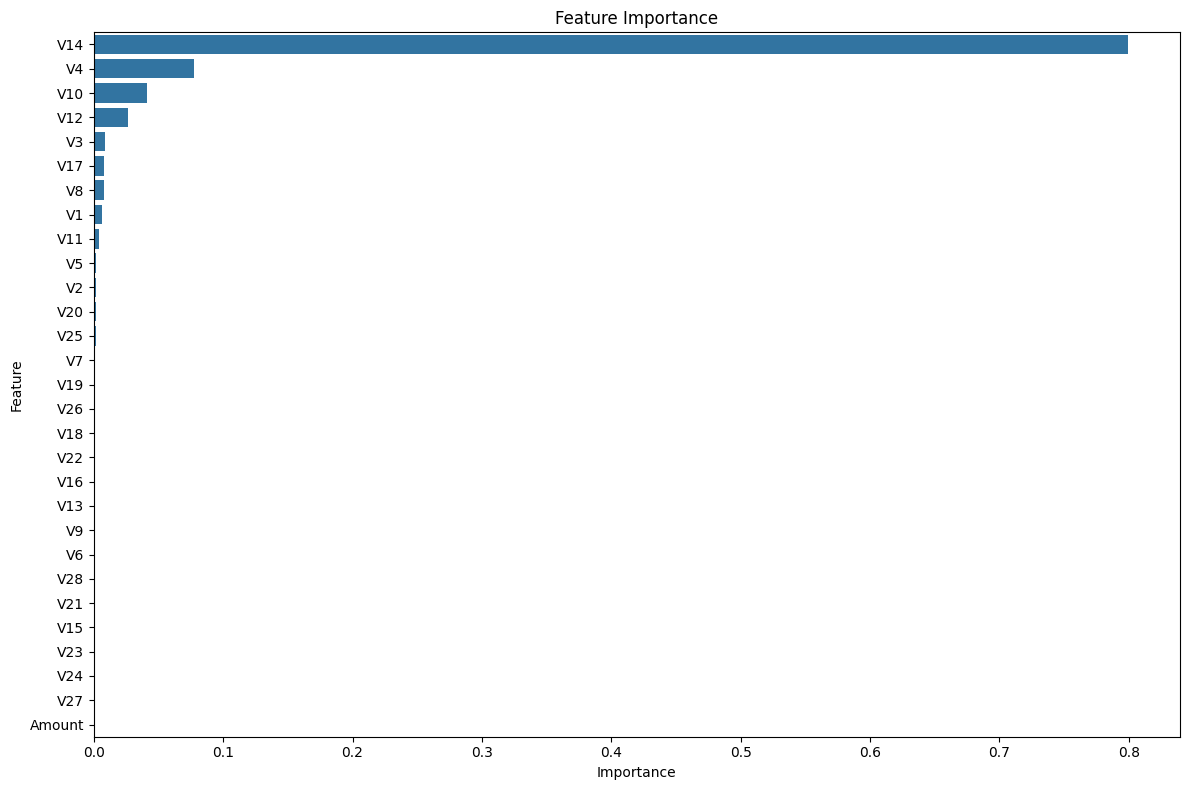 Feature Importance
V14
V4
V10
V12
V3
V17
V8
V1
V11
V5
V2
V20
V25
V7
V19
V26
V18
V22
V16
V13
V9
V6
V28
V21
V15
V23
V24
V27
Amount
Feature
0.0 0.1 0.2 0.3 0.4 0.5 0.6 0.7 0.8
Importance